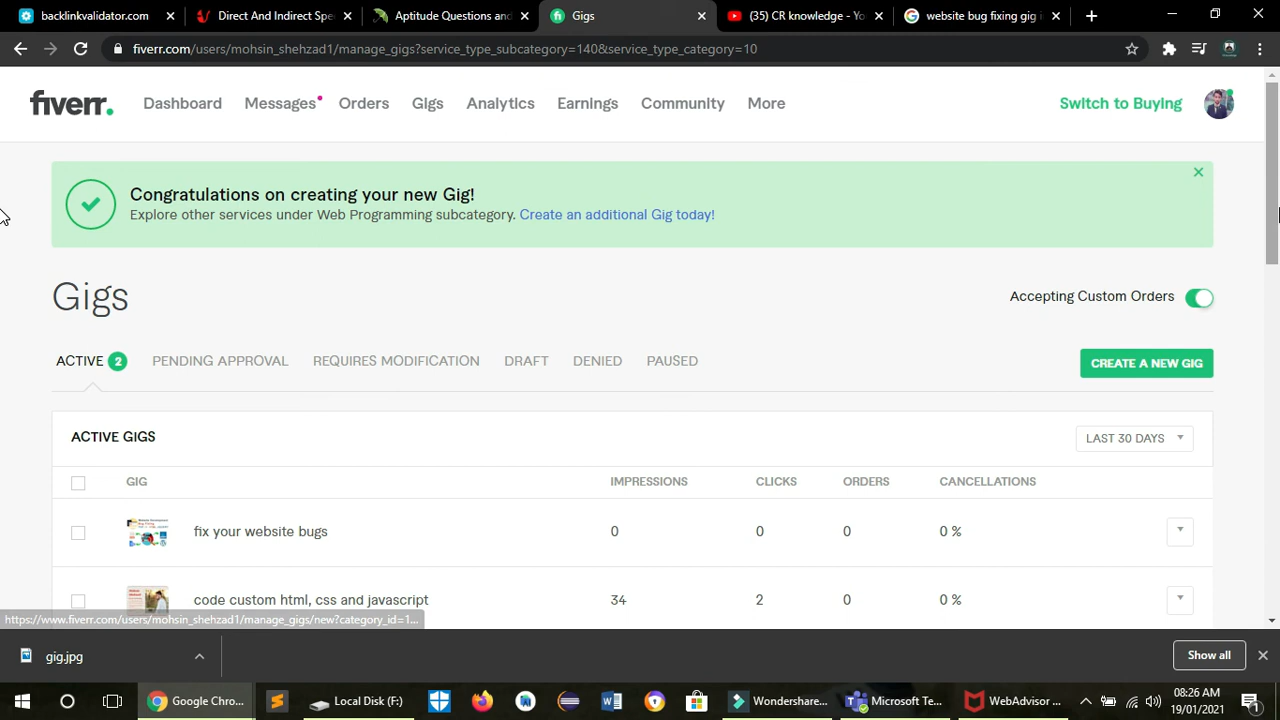 backlinkvalidator.com
Direct And Indirect Spe
Aptitude Questions and
Gigs
(35) CR knowledge - Yo
website bug fixing gig i
fiverr.com/users/mohsin_shehzad1/manage_gigs?service_type_subcategory=140&service_type_category=10
fiverr.
Dashboard Messages Orders Gigs Analytics Earnings Community More
Switch to Buying
Congratulations on creating your new Gig!
Explore other services under Web Programming subcategory. Create an additional Gig today!
Gigs
Accepting Custom Orders
ACTIVE 2 PENDING APPROVAL REQUIRES MODIFICATION DRAFT DENIED PAUSED
CREATE A NEW GIG
ACTIVE GIGS
LAST 30 DAYS
GIG IMPRESSIONS CLICKS ORDERS CANCELLATIONS
fix your website bugs 0 0 0 0 %
code custom html, css and javascript 34 2 0 0 %
https://www.fiverr.com/users/mohsin_shehzad1/manage_gigs/new?category_id=1...
gig.jpg
Show all
Google Chro...
Local Disk (F:)
Wondershare...
Microsoft Te...
WebAdvisor ...
08:26 AM
19/01/2021
1